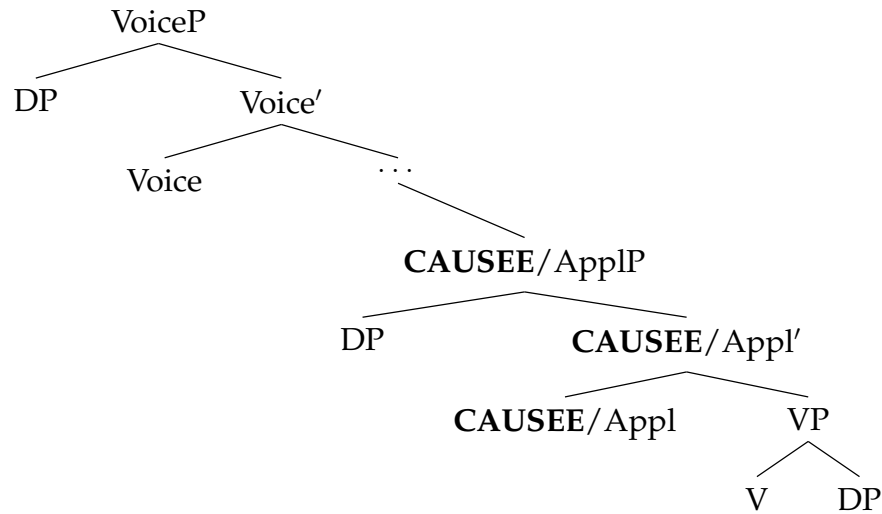 VoiceP
DP Voice′
Voice . . .
CAUSEE/ApplP
DP CAUSEE/Appl′
CAUSEE/Appl VP
V DP